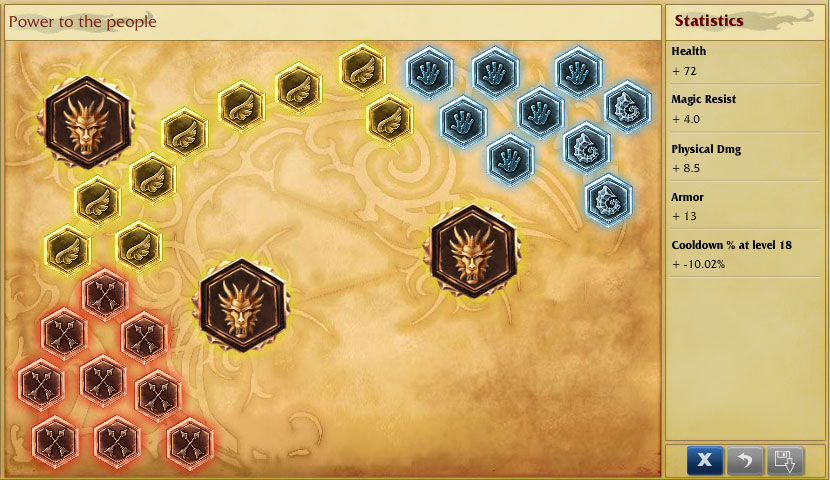 Power to the people
Statistics
Health
+ 72
Magic Resist
+ 4.0
Physical Dmg
+ 8.5
Armor
+ 13
Cooldown % at level 18
+ -10.02%
X